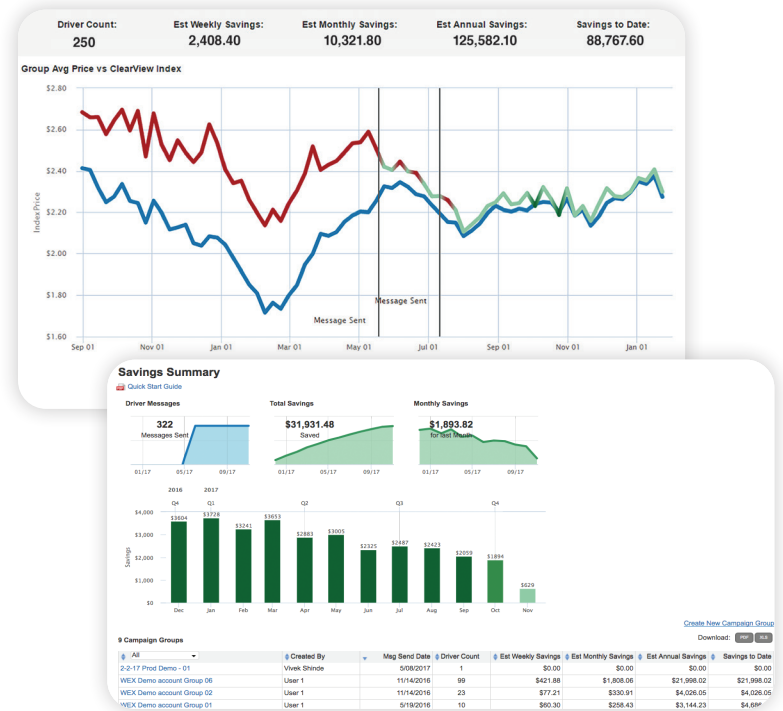 Driver Count: Est Weekly Savings: Est Monthly Savings: Est Annual Savings: Savings to Date:
250 2,408.40 10,321.80 125,582.10 88,767.60
Group Avg Price vs ClearView Index
$2.80
$2.60
$2.40
$2.20
$2.00
$1.80
$1.60
IndexPrice
Message Sent
Message Sent
Sep 01 Nov 01 Jan 01 Mar 01 May 01 Jul 01 Sep 01 Nov 01 Jan 01
Savings Summary
Quick Start Guide
Driver Messages Total Savings Monthly Savings
322 $31,931.48 $1,893.82
Messages Sent Saved for last Month
01/17 05/17 09/17 01/17 05/17 09/17 01/17 05/17 09/17
2016 2017
Q4 Q1 Q2 Q3 Q4
$4,000
$3,000
$2,000
$1,000
$0
Savings
$3604 $3728 $3241 $3653 $2883 $3005 $2325 $2487 $2423 $2059 $1894 $629
Dec Jan Feb Mar Apr May Jun Jul Aug Sep Oct Nov
Create New Campaign Group
Download: PDF XLS
9 Campaign Groups
All Created By Msg Send Date Driver Count Est Weekly Savings Est Monthly Savings Est Annual Savings Savings to Date
2-2-17 Prod Demo - 01 Vivek Shinde 5/08/2017 1 $0.00 $0.00 $0.00 $0.00
WEX Demo account Group 06 User 1 11/14/2016 99 $421.88 $1,808.06 $21,998.02 $21,998.02
WEX Demo account Group 02 User 1 11/14/2016 23 $77.21 $330.91 $4,026.05 $4,026.05
WEX Demo account Group 01 User 1 5/19/2016 10 $60.30 $258.43 $3,144.23